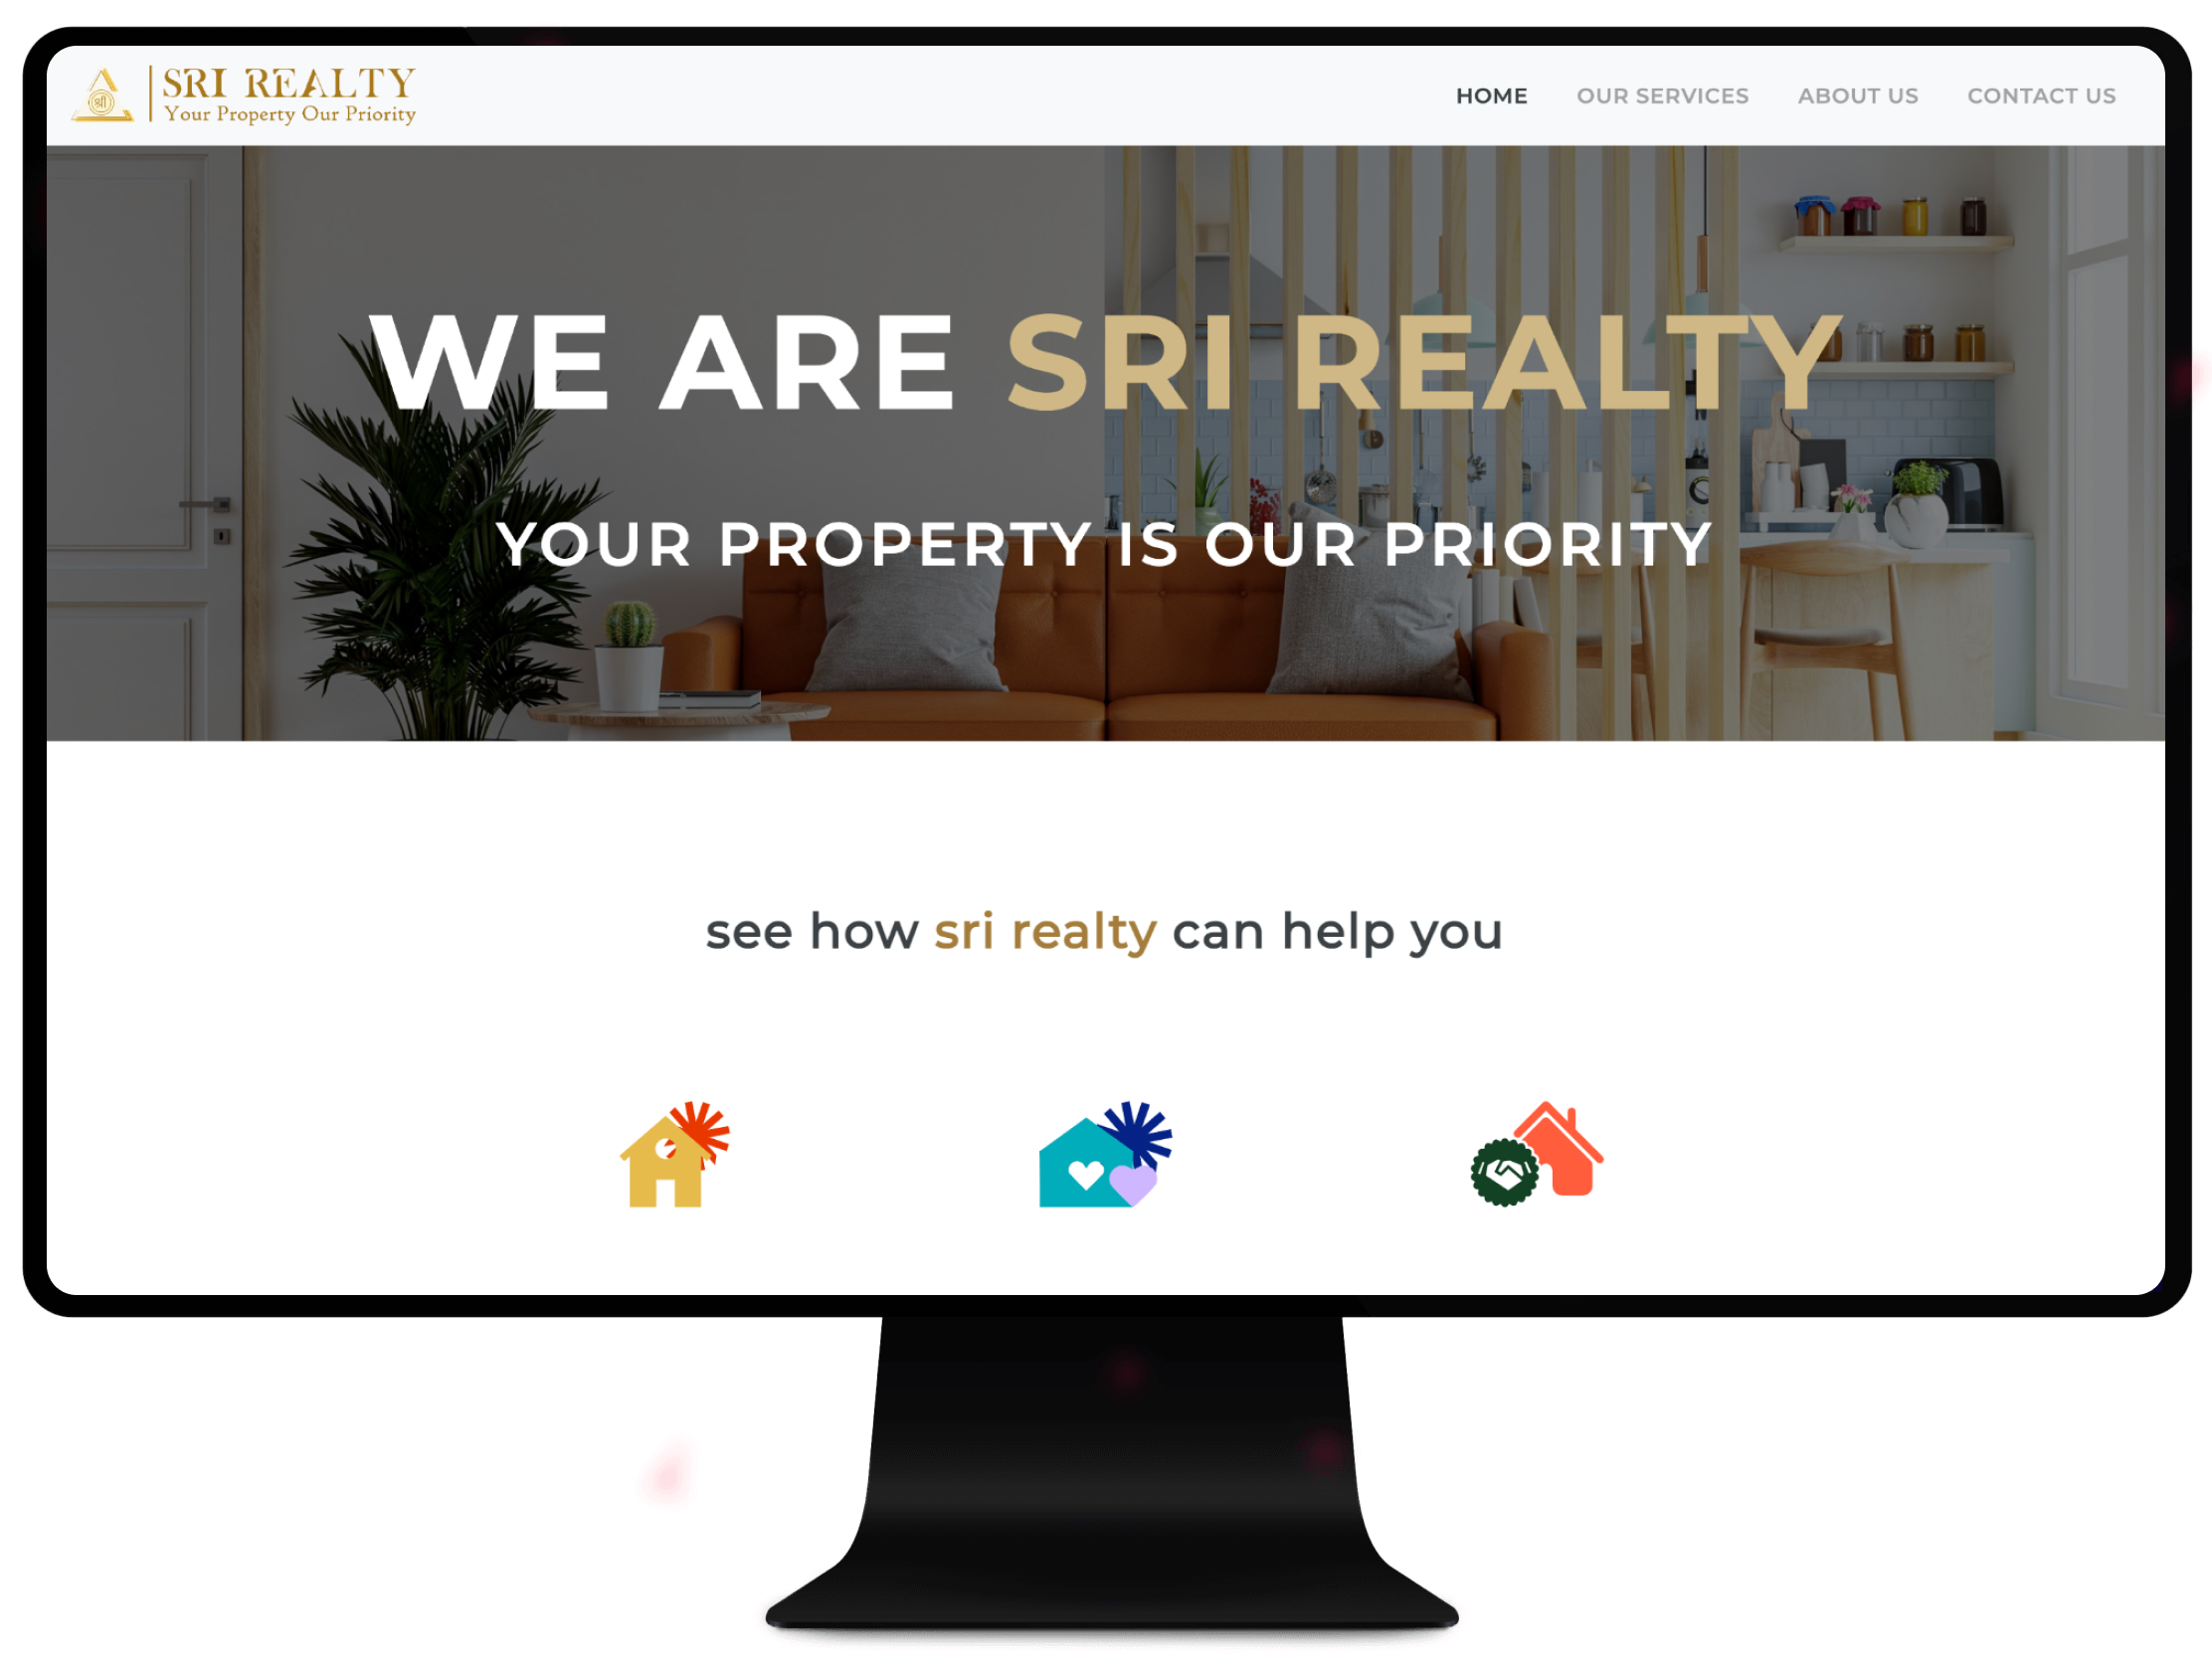 श्री
SRI REALTY
Your Property Our Priority
HOME OUR SERVICES ABOUT US CONTACT US
WE ARE SRI REALTY
YOUR PROPERTY IS OUR PRIORITY
see how sri realty can help you